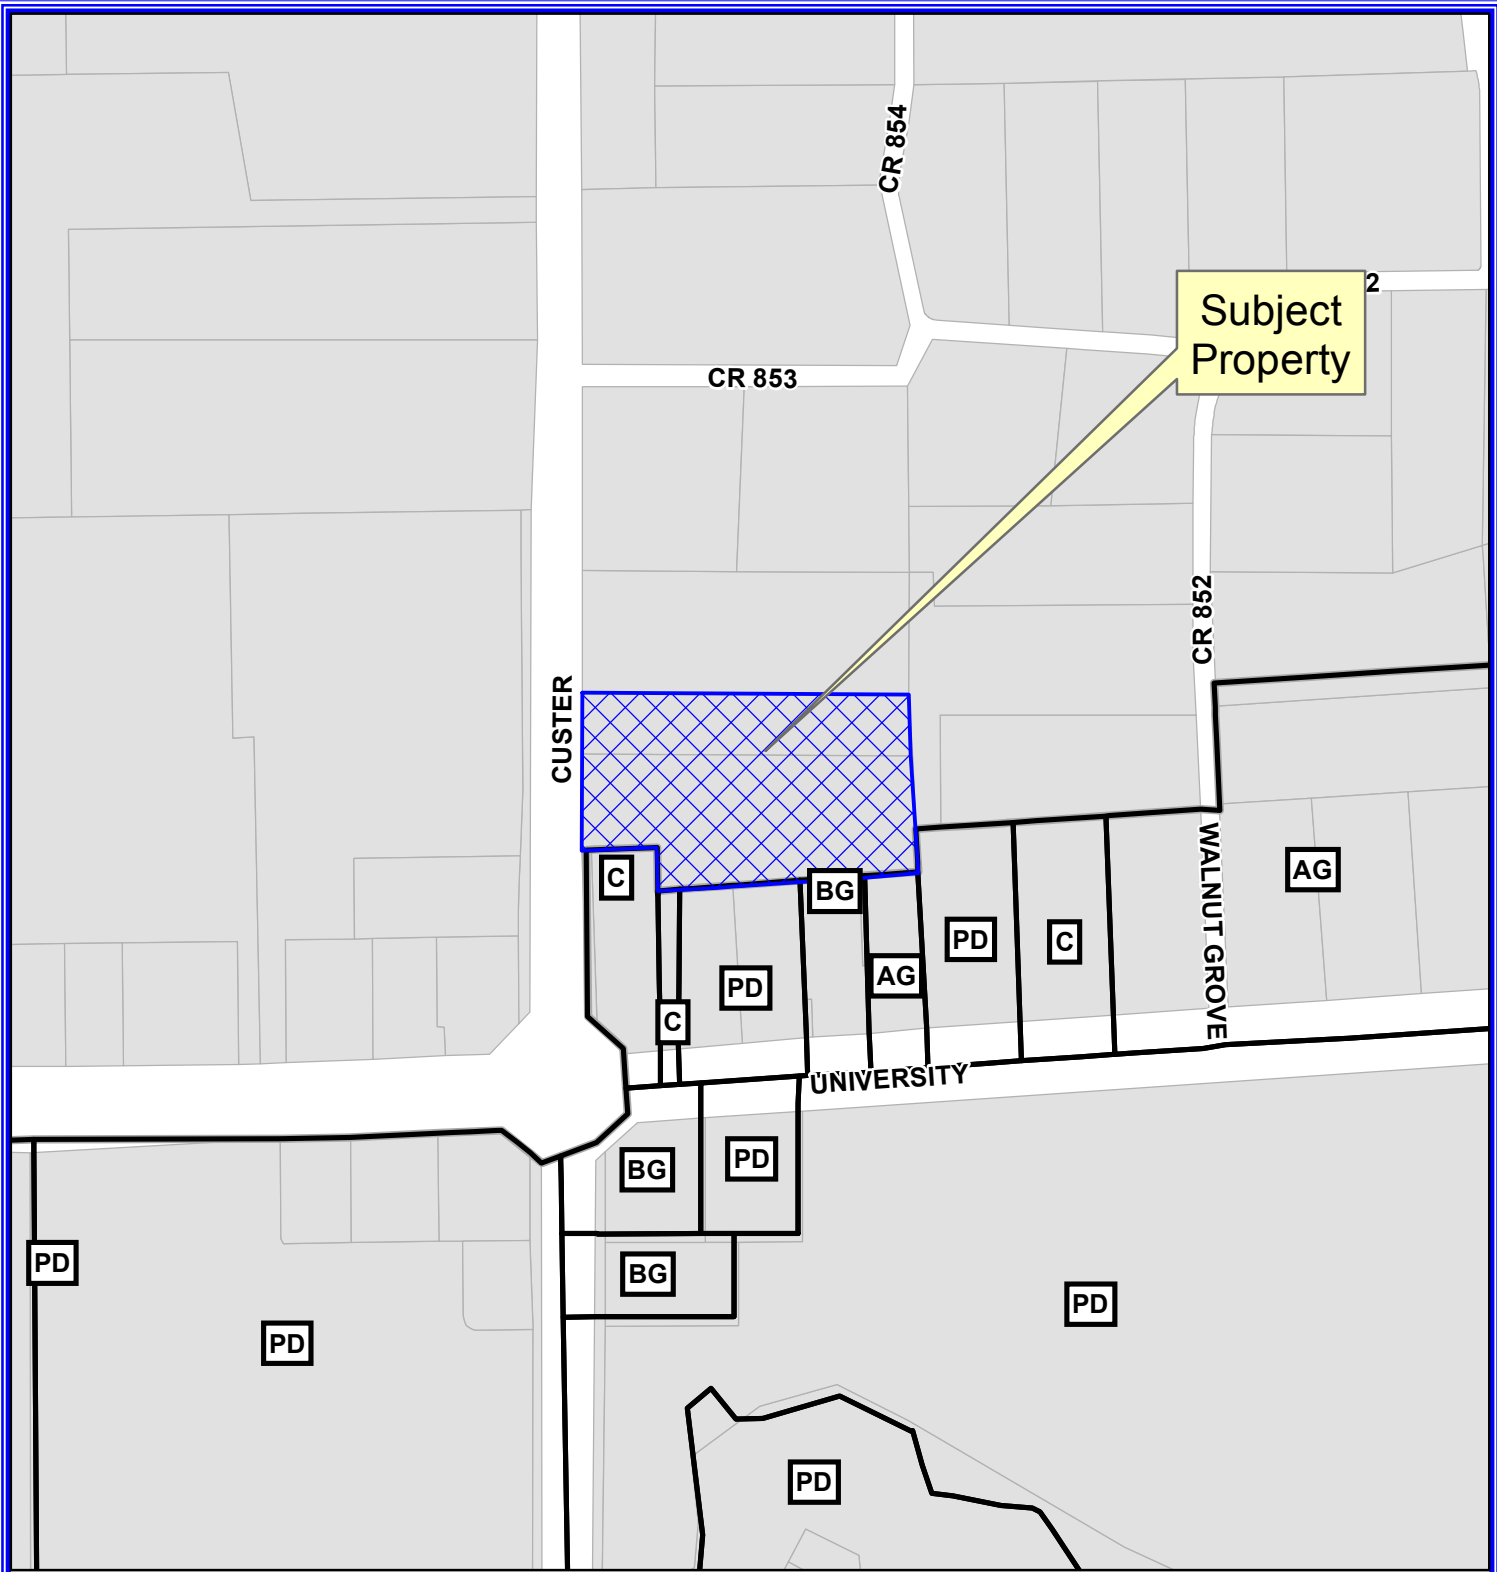 CR 854
2
Subject
Property
CR 853
CR 852
CUSTER
WALNUT GROVE
AG
C
BG
PD
C
AG
PD
C
UNIVERSITY
BG
PD
PD
BG
PD
PD
PD